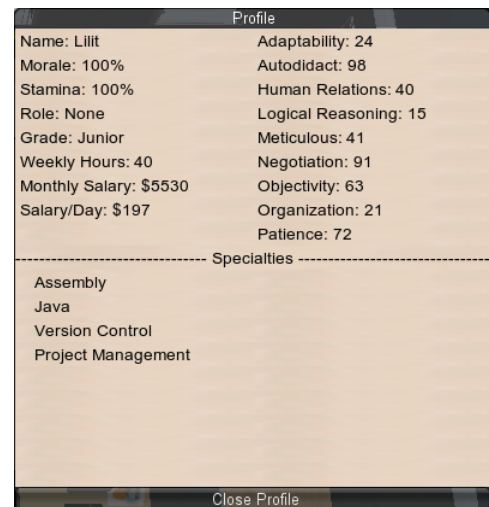 Profile
Name: Lilit
Morale: 100%
Stamina: 100%
Role: None
Grade: Junior
Weekly Hours: 40
Monthly Salary: $5530
Salary/Day: $197
Adaptability: 24
Autodidact: 98
Human Relations: 40
Logical Reasoning: 15
Meticulous: 41
Negotiation: 91
Objectivity: 63
Organization: 21
Patience: 72
------------------------------- Specialties -------------------------------
Assembly
Java
Version Control
Project Management
Close Profile